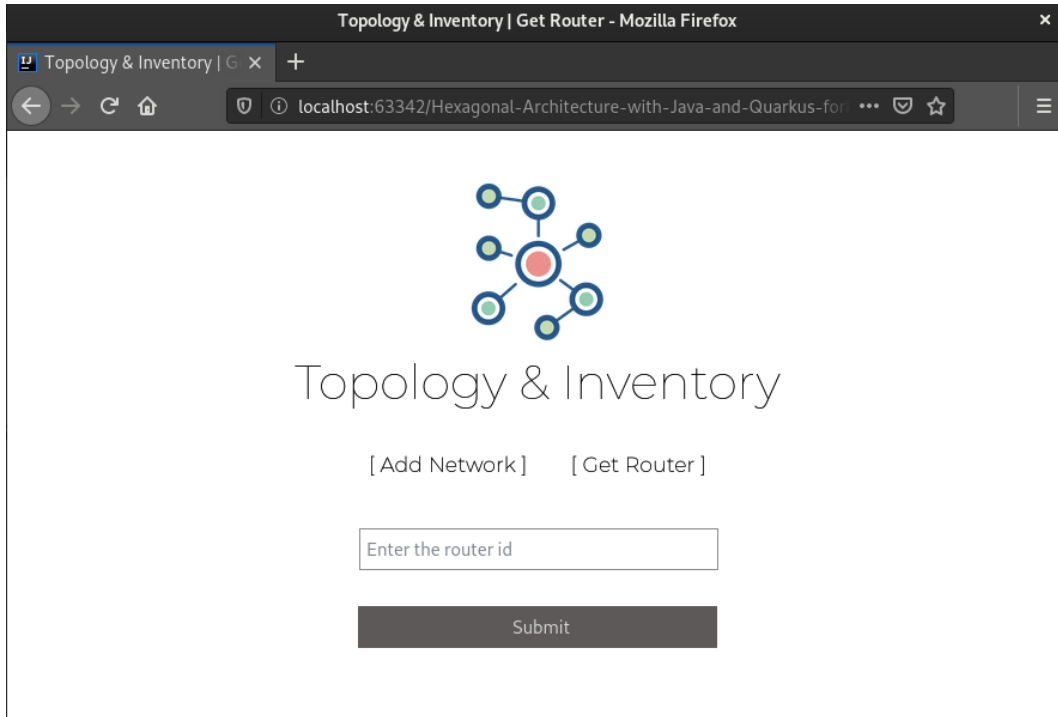 Topology & Inventory | Get Router - Mozilla Firefox
Topology & Inventory | G
localhost:63342/Hexagonal-Architecture-with-Java-and-Quarkus-for
Topology & Inventory
[ Add Network ] [ Get Router ]
Enter the router id
Submit